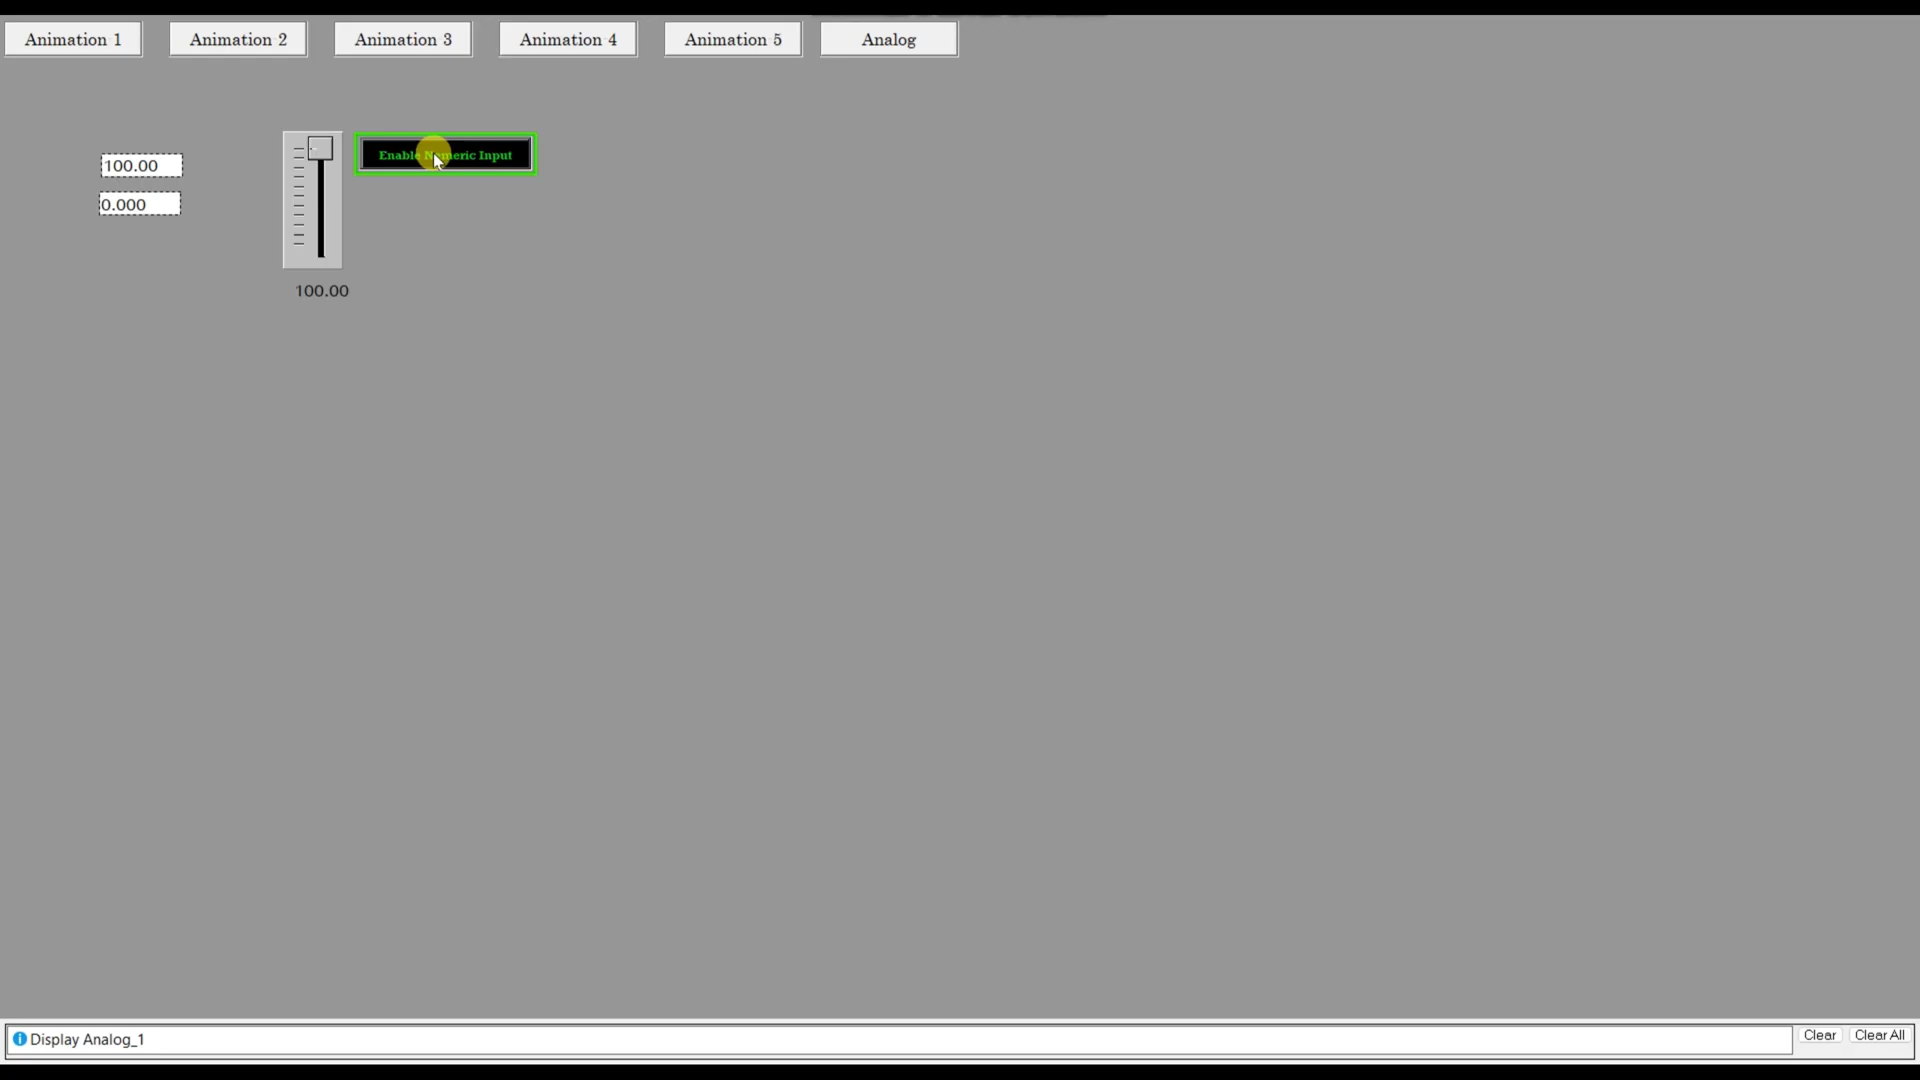 Animation 1
Animation 2
Animation 3
Animation 4
Animation 5
Analog
100.00
Enable Numeric Input
0.000
100.00
Display Analog_1
Clear
Clear All